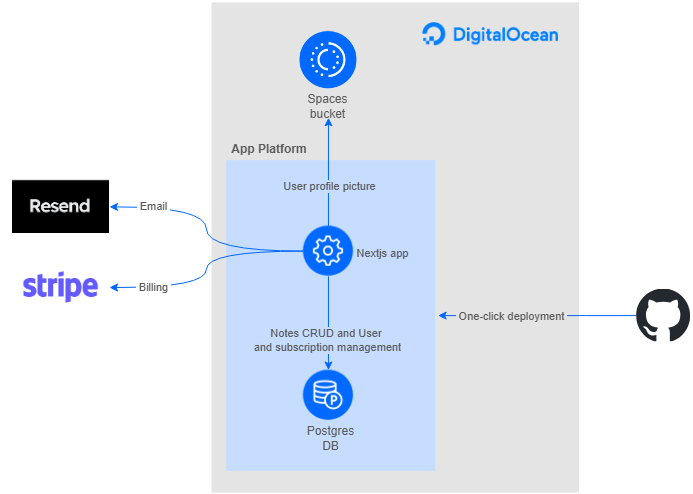 DigitalOcean
Spaces
bucket
App Platform
User profile picture
Resend
Email
Nextjs app
stripe
Billing
One-click deployment
Notes CRUD and User
and subscription management
P
Postgres
DB